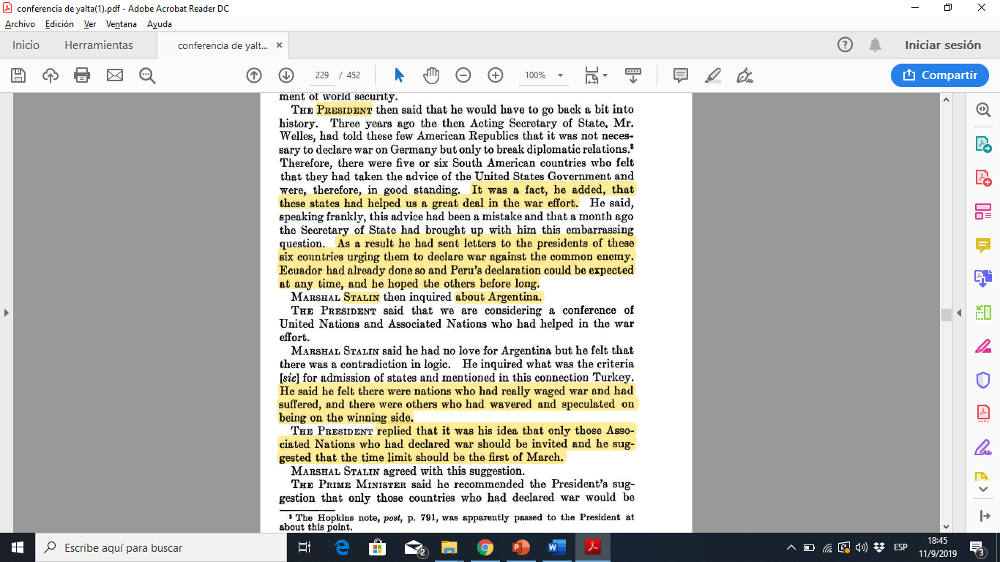 conferencia de yalta(1).pdf - Adobe Acrobat Reader DC
Archivo Edición Ver Ventana Ayuda
Inicio Herramientas conferencia de yalt... × Iniciar sesión
229 / 452 100% Compartir
ment of world security.
THE PRESIDENT then said that he would have to go back a bit into
history. Three years ago the then Acting Secretary of State, Mr.
Welles, had told these few American Republics that it was not neces-
sary to declare war on Germany but only to break diplomatic relations.³
Therefore, there were five or six South American countries who felt
that they had taken the advice of the United States Government and
were, therefore, in good standing. It was a fact, he added, that
these states had helped us a great deal in the war effort. He said,
speaking frankly, this advice had been a mistake and that a month ago
the Secretary of State had brought up with him this embarrassing
question. As a result he had sent letters to the presidents of these
six countries urging them to declare war against the common enemy.
Ecuador had already done so and Peru's declaration could be expected
at any time, and he hoped the others before long.
MARSHAL STALIN then inquired about Argentina.
THE PRESIDENT said that we are considering a conference of
United Nations and Associated Nations who had helped in the war
effort.
MARSHAL STALIN said he had no love for Argentina but he felt that
there was a contradiction in logic. He inquired what was the criteria
[sic] for admission of states and mentioned in this connection Turkey.
He said he felt there were nations who had really waged war and had
suffered, and there were others who had wavered and speculated on
being on the winning side.
THE PRESIDENT replied that it was his idea that only those Asso-
ciated Nations who had declared war should be invited and he sug-
gested that the time limit should be the first of March.
MARSHAL STALIN agreed with this suggestion.
THE PRIME MINISTER said he recommended the President's sug-
gestion that only those countries who had declared war would be
³ The Hopkins note, post, p. 791, was apparently passed to the President at
about this point.
Escribe aquí para buscar
2
ESP
18:45
11/9/2019
3